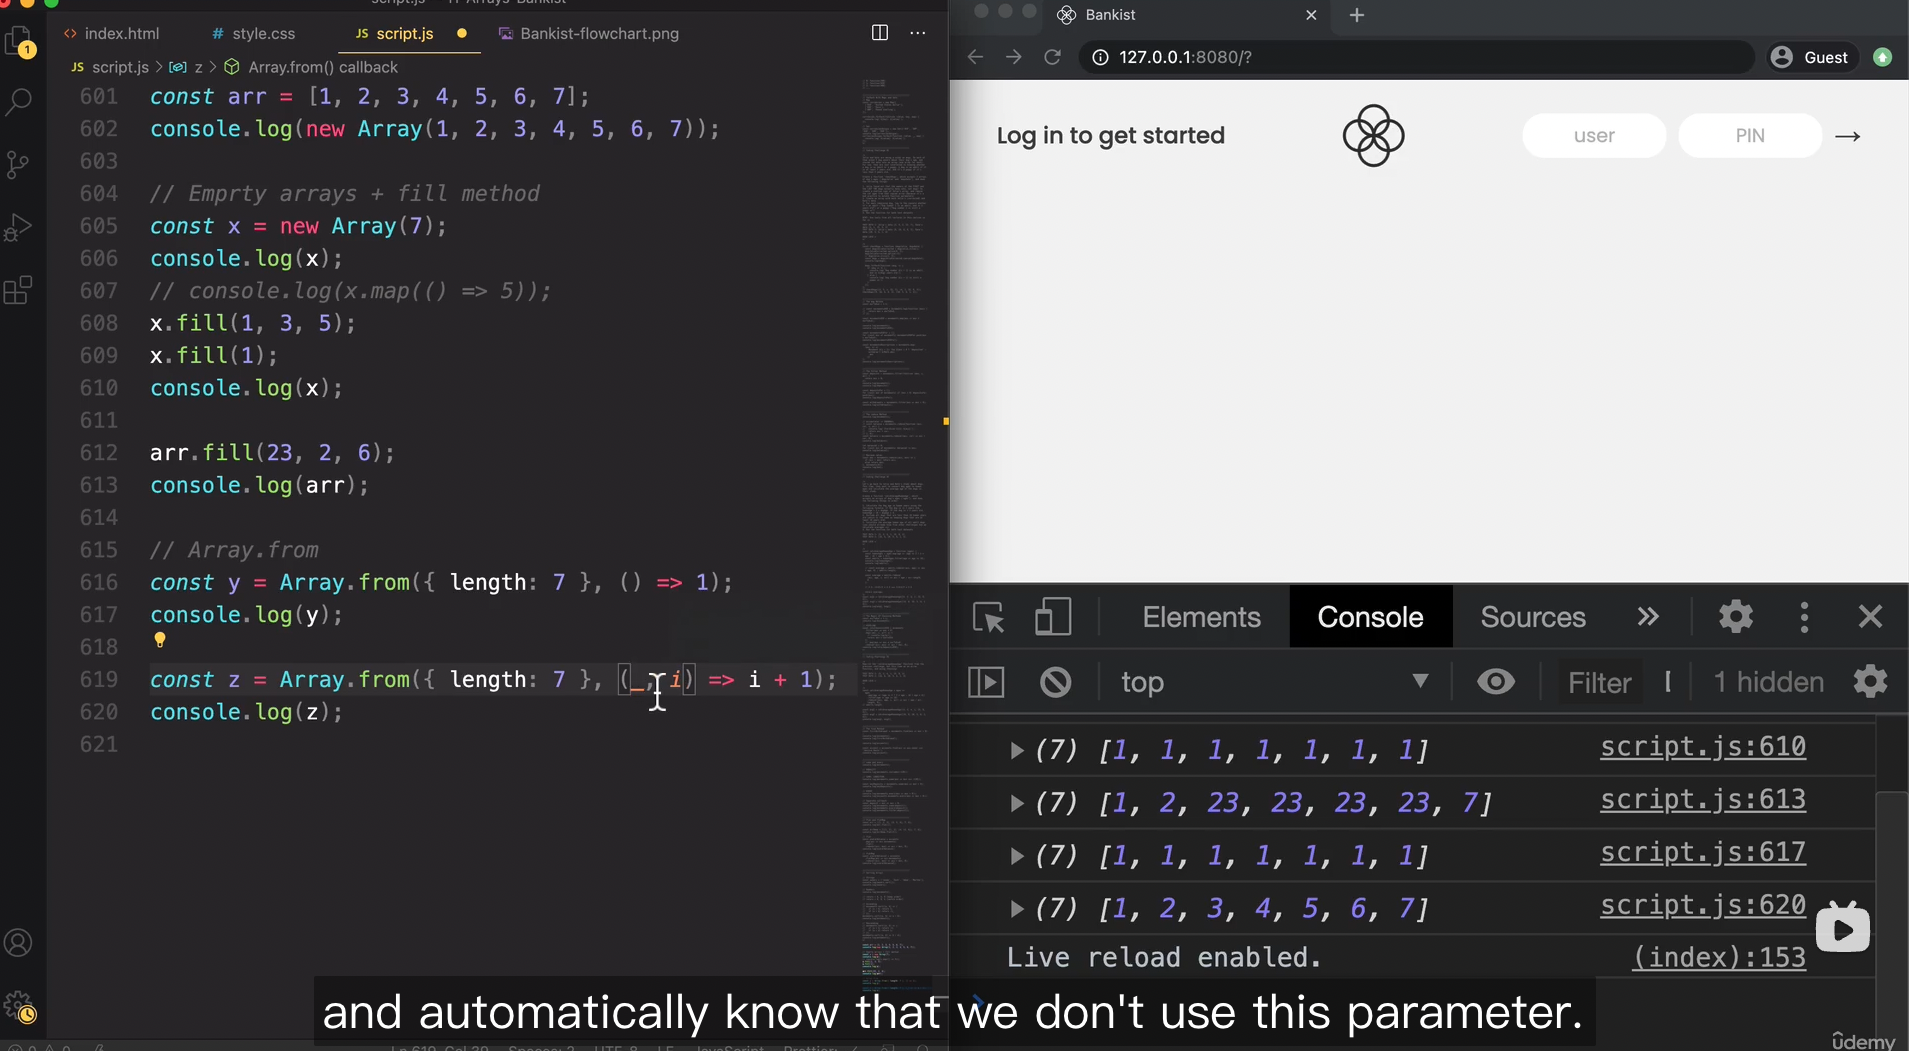 index.html
style.css
script.js
Bankist-flowchart.png
JS script.js > z > Array.from() callback
1
601 const arr = [1, 2, 3, 4, 5, 6, 7];
602 console.log(new Array(1, 2, 3, 4, 5, 6, 7));
603
604 // Emprty arrays + fill method
605 const x = new Array(7);
606 console.log(x);
607 // console.log(x.map(() => 5));
608 x.fill(1, 3, 5);
609 x.fill(1);
610 console.log(x);
611
612 arr.fill(23, 2, 6);
613 console.log(arr);
614
615 // Array.from
616 const y = Array.from({ length: 7 }, () => 1);
617 console.log(y);
618
619 const z = Array.from({ length: 7 }, (_, i) => i + 1);
620 console.log(z);
621
Bankist
127.0.0.1:8080/?
Guest
Log in to get started
user
PIN
Elements
Console
Sources
top
Filter
1 hidden
(7) [1, 1, 1, 1, 1, 1, 1] script.js:610
(7) [1, 2, 23, 23, 23, 23, 7] script.js:613
(7) [1, 1, 1, 1, 1, 1, 1] script.js:617
(7) [1, 2, 3, 4, 5, 6, 7] script.js:620
Live reload enabled. (index):153
and automatically know that we don't use this parameter.
ûdemy